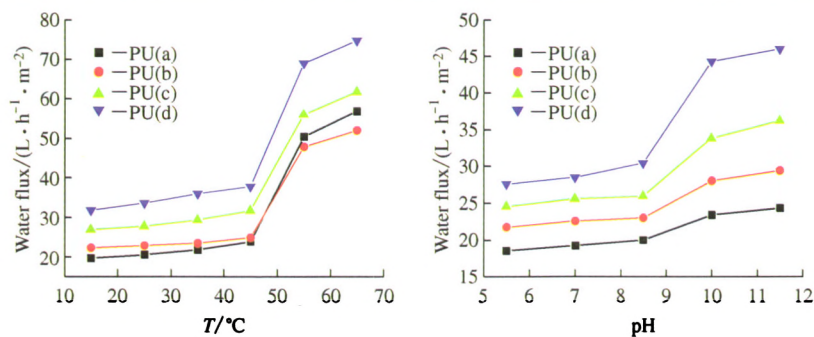 Water flux/(L • h⁻¹ • m⁻²)
80
70
60
50
40
30
20
10 20 30 40 50 60 70
T/°C
PU(a)
PU(b)
PU(c)
PU(d)
Water flux/(L • h⁻¹ • m⁻²)
50
45
40
35
30
25
20
15
5 6 7 8 9 10 11 12
pH
PU(a)
PU(b)
PU(c)
PU(d)